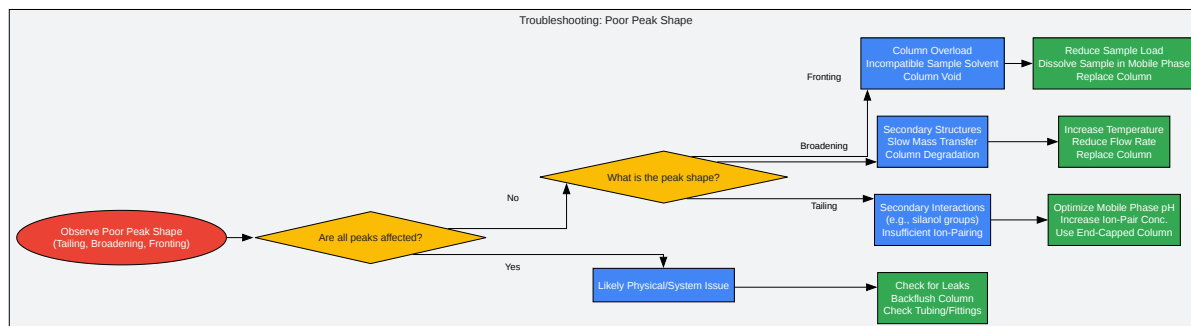 Troubleshooting: Poor Peak Shape
Observe Poor Peak Shape
(Tailing, Broadening, Fronting)
Are all peaks affected?
No
Yes
What is the peak shape?
Fronting
Broadening
Tailing
Column Overload
Incompatible Sample Solvent
Column Void
Reduce Sample Load
Dissolve Sample in Mobile Phase
Replace Column
Secondary Structures
Slow Mass Transfer
Column Degradation
Increase Temperature
Reduce Flow Rate
Replace Column
Secondary Interactions
(e.g., silanol groups)
Insufficient Ion-Pairing
Optimize Mobile Phase pH
Increase Ion-Pair Conc.
Use End-Capped Column
Likely Physical/System Issue
Check for Leaks
Backflush Column
Check Tubing/Fittings